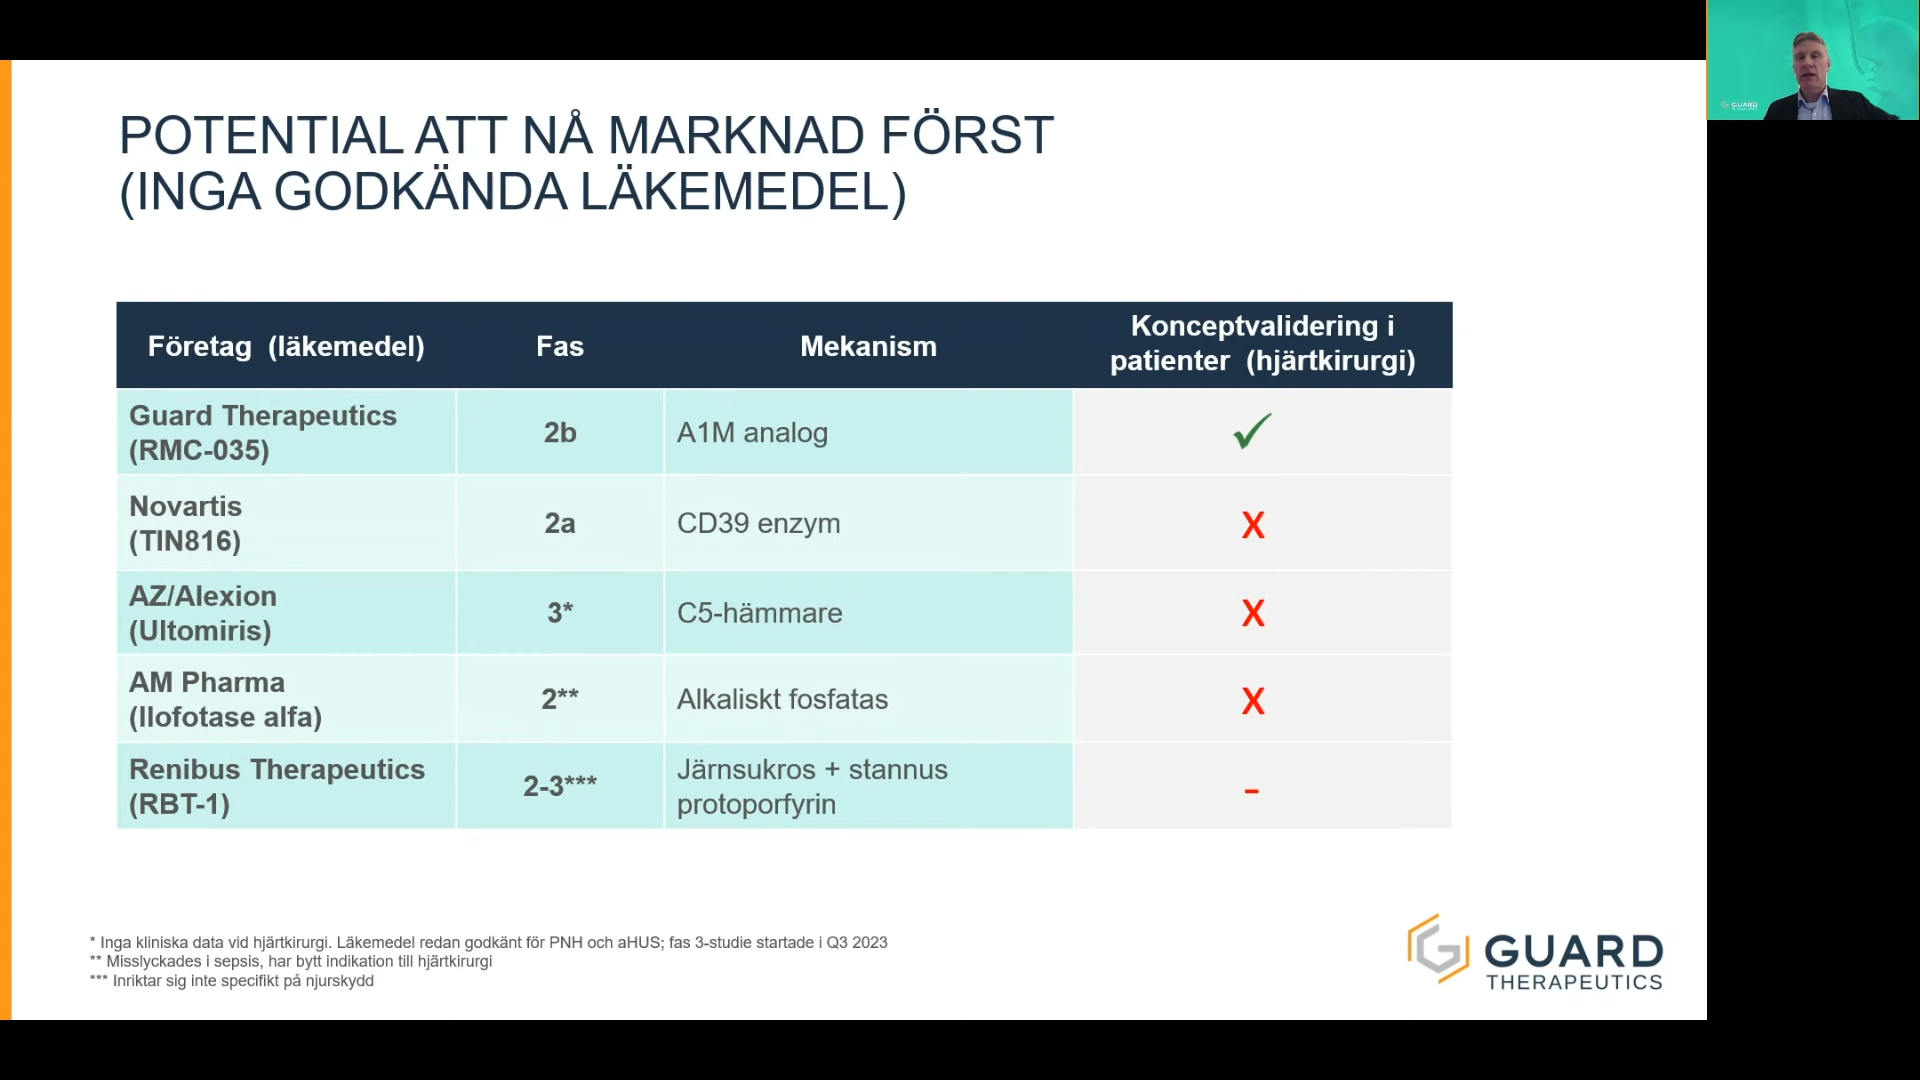 POTENTIAL ATT NÅ MARKNAD FÖRST
(INGA GODKÄNDA LÄKEMEDEL)
Företag (läkemedel)
Fas
Mekanism
Konceptvalidering i
patienter (hjärtkirurgi)
Guard Therapeutics
(RMC-035)
2b
A1M analog
✓
Novartis
(TIN816)
2a
CD39 enzym
X
AZ/Alexion
(Ultomiris)
3*
C5-hämmare
X
AM Pharma
(Ilofotase alfa)
2**
Alkaliskt fosfatas
X
Renibus Therapeutics
(RBT-1)
2-3***
Järnsukros + stannus
protoporfyrin
-
* Inga kliniska data vid hjärtkirurgi. Läkemedel redan godkänt för PNH och aHUS; fas 3-studie startade i Q3 2023
** Misslyckades i sepsis, har bytt indikation till hjärtkirurgi
*** Inriktar sig inte specifikt på njurskydd
GUARD
THERAPEUTICS
GUARD